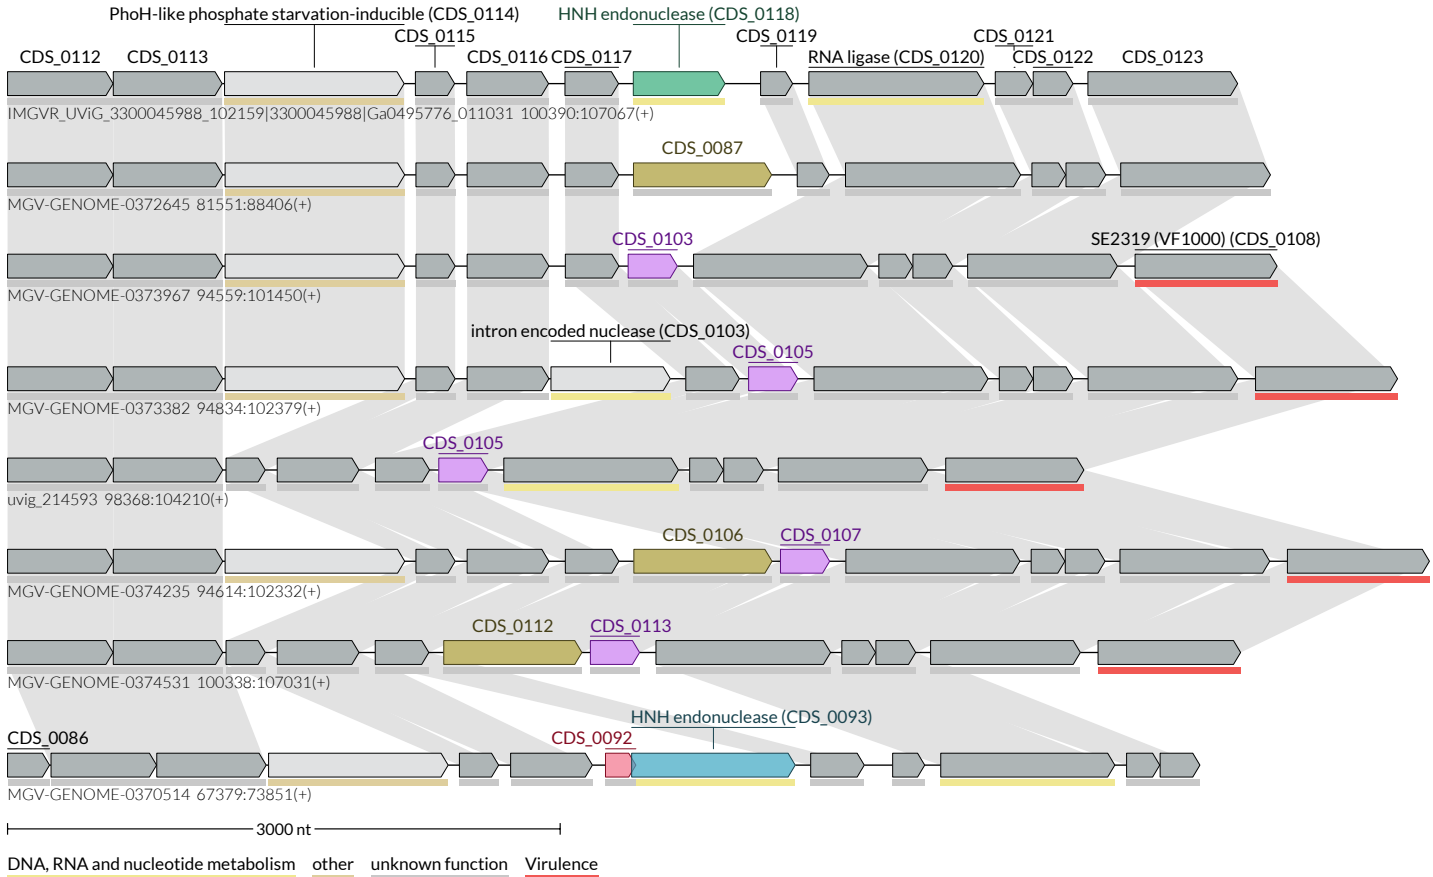 PhoH-like phosphate starvation-inducible (CDS_0114)
HNH endonuclease (CDS_0118)
CDS_0115
CDS_0119
CDS_0121
CDS_0112
CDS_0113
CDS_0116
CDS_0117
RNA ligase (CDS_0120)
CDS_0122
CDS_0123
IMGVR_UViG_3300045988_102159|3300045988|Ga0495776_011031 100390:107067(+)
CDS_0087
MGV-GENOME-0372645 81551:88406(+)
CDS_0103
SE2319 (VF1000) (CDS_0108)
MGV-GENOME-0373967 94559:101450(+)
intron encoded nuclease (CDS_0103)
CDS_0105
MGV-GENOME-0373382 94834:102379(+)
CDS_0105
uvig_214593 98368:104210(+)
CDS_0106
CDS_0107
MGV-GENOME-0374235 94614:102332(+)
CDS_0112
CDS_0113
MGV-GENOME-0374531 100338:107031(+)
HNH endonuclease (CDS_0093)
CDS_0086
CDS_0092
MGV-GENOME-0370514 67379:73851(+)
3000 nt
DNA, RNA and nucleotide metabolism
other
unknown function
Virulence